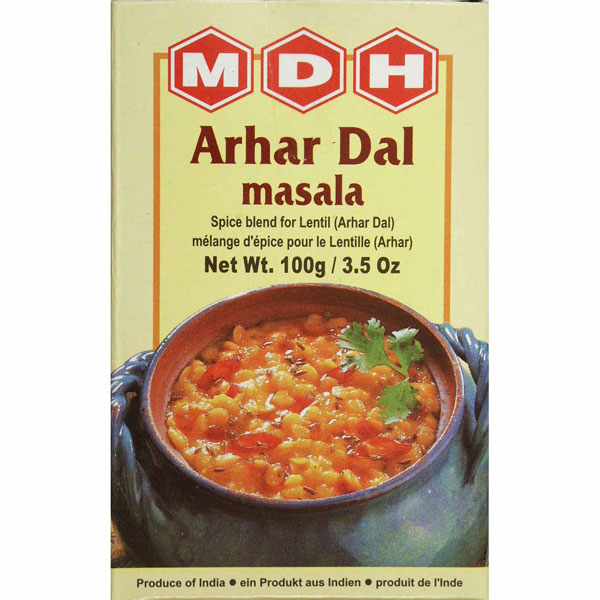 MDH
Arhar Dal
masala
Spice blend for Lentil (Arhar Dal)
mélange d'épice pour le Lentille (Arhar)
Net Wt. 100g / 3.5 Oz
Produce of India ● ein Produkt aus Indien ● produit de l'Inde